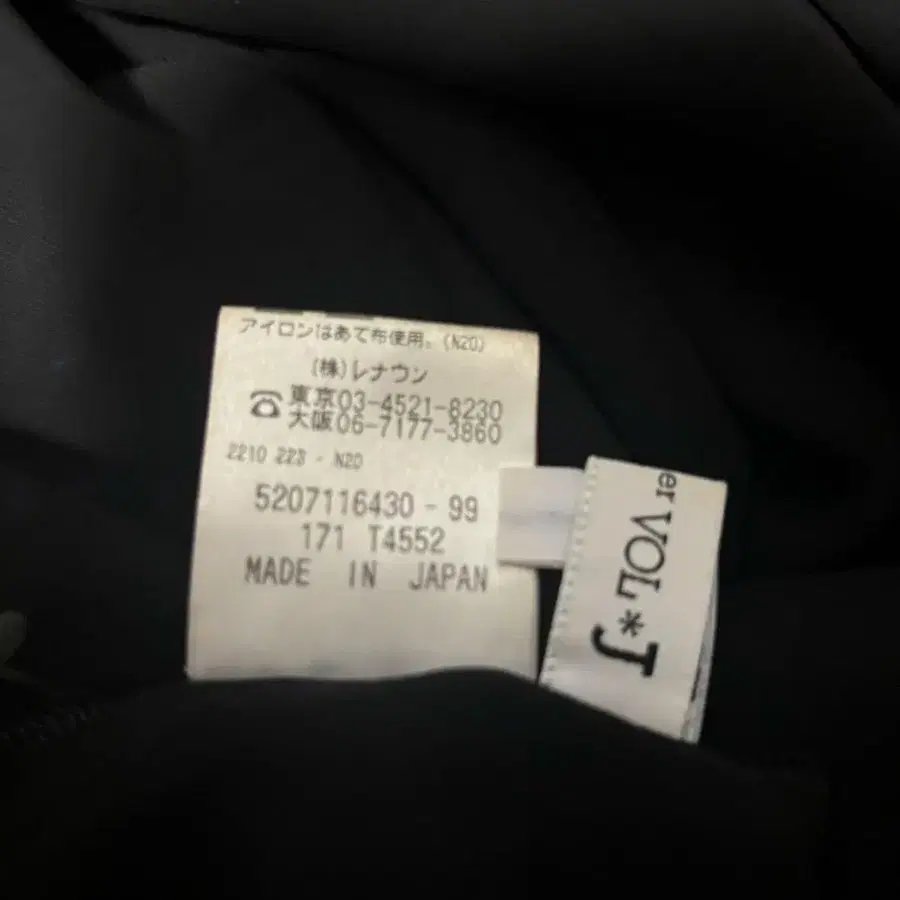 アイロンはあて布使用。(N20)
(株)レナウン
☎ 東京03-4521-8230
大阪06-7177-3860
2210 223 - N20
5207116430 - 99
171 T4552
MADE IN JAPAN
er VOL*J